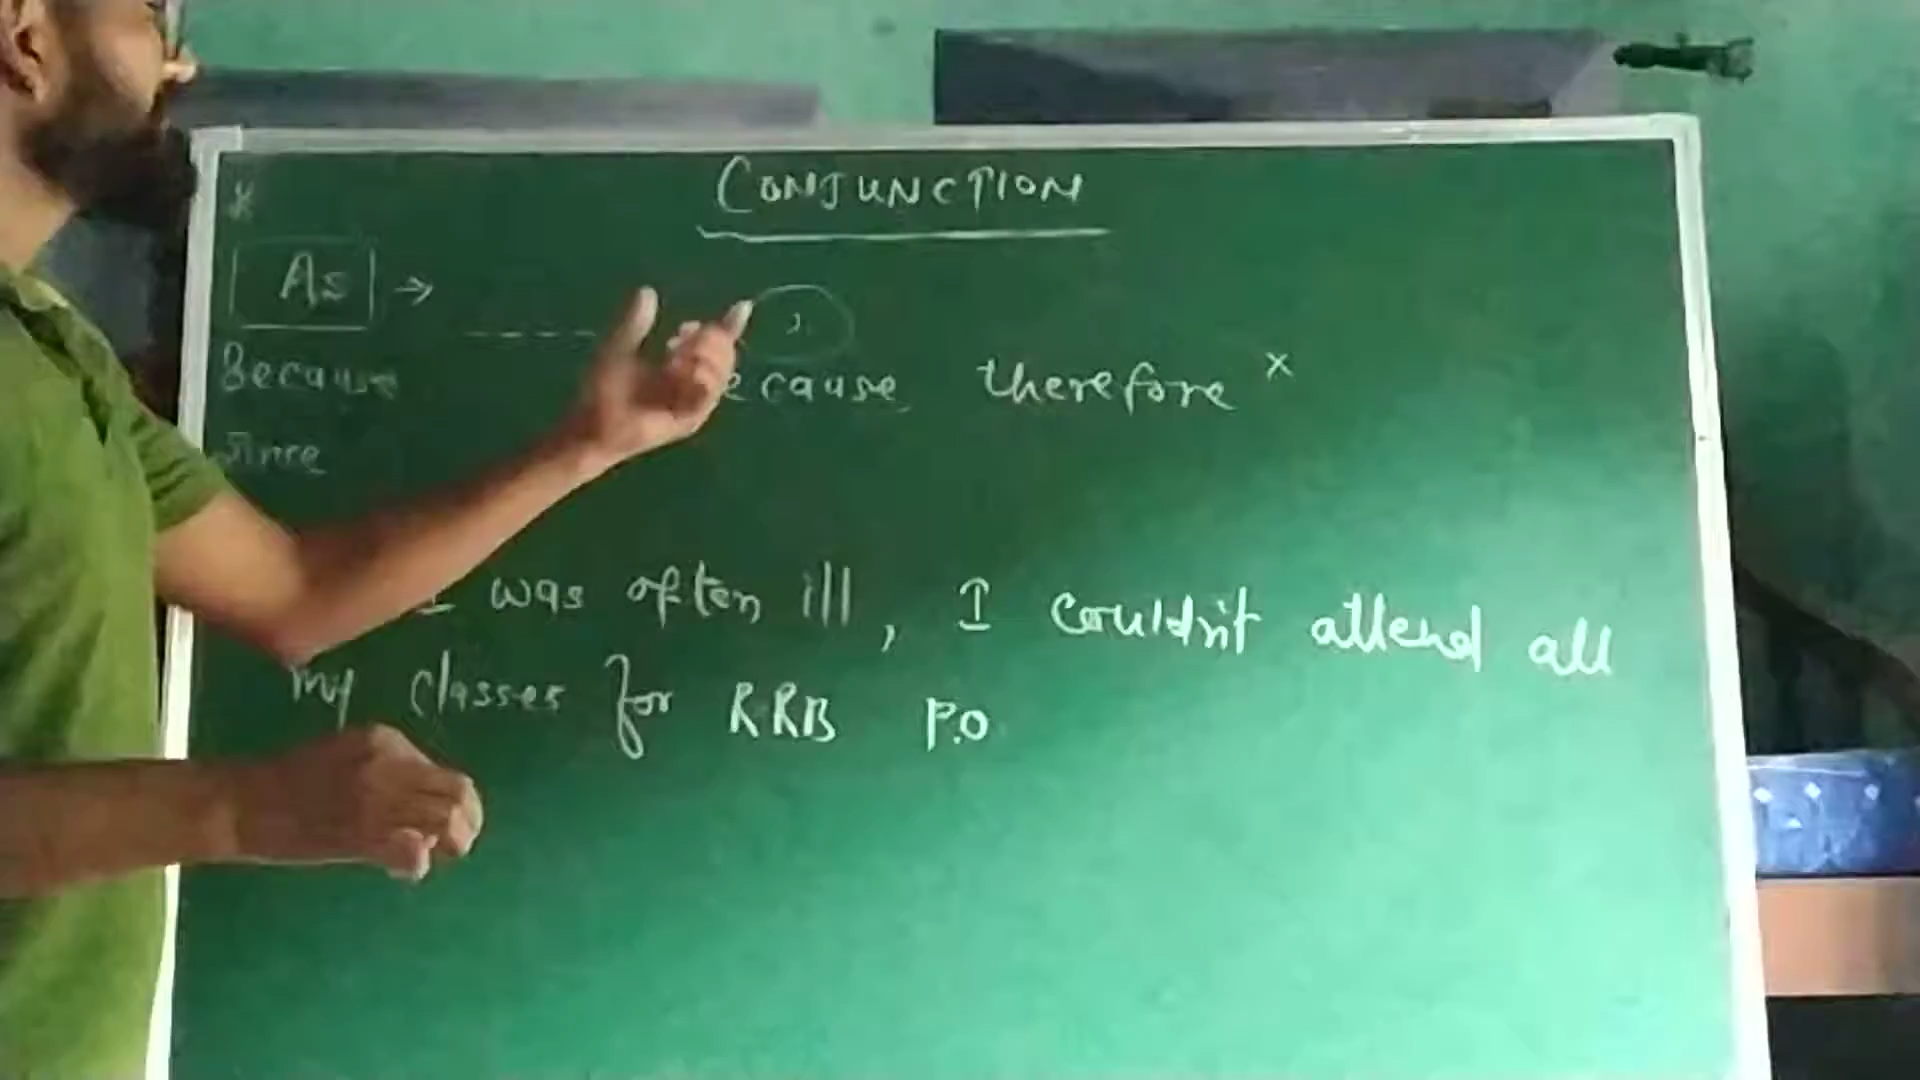 CONJUNCTION
As →
- - - - ,
Because ecause, therefore x
Since
I was often ill, I couldn't attend all
my classes for RRB P.O